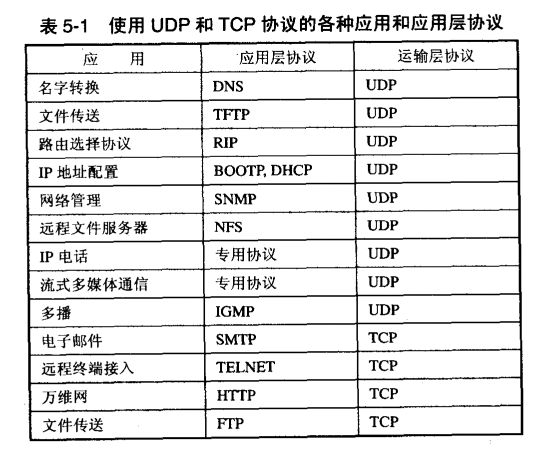 表 5-1 使用 UDP 和 TCP 协议的各种应用和应用层协议
应 用 应用层协议 运输层协议
名字转换 DNS UDP
文件传送 TFTP UDP
路由选择协议 RIP UDP
IP 地址配置 BOOTP, DHCP UDP
网络管理 SNMP UDP
远程文件服务器 NFS UDP
IP 电话 专用协议 UDP
流式多媒体通信 专用协议 UDP
多播 IGMP UDP
电子邮件 SMTP TCP
远程终端接入 TELNET TCP
万维网 HTTP TCP
文件传送 FTP TCP